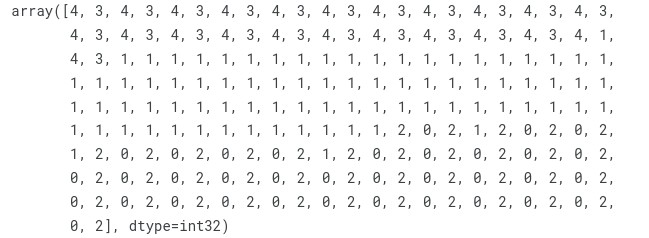 array([4, 3, 4, 3, 4, 3, 4, 3, 4, 3, 4, 3, 4, 3, 4, 3, 4, 3, 4, 3, 4, 3,
4, 3, 4, 3, 4, 3, 4, 3, 4, 3, 4, 3, 4, 3, 4, 3, 4, 3, 4, 1,
4, 3, 1, 1, 1, 1, 1, 1, 1, 1, 1, 1, 1, 1, 1, 1, 1, 1, 1, 1, 1, 1,
1, 1, 1, 1, 1, 1, 1, 1, 1, 1, 1, 1, 1, 1, 1, 1, 1, 1, 1, 1, 1, 1,
1, 1, 1, 1, 1, 1, 1, 1, 1, 1, 1, 1, 1, 1, 1, 1, 1, 1, 1, 1, 1, 1,
1, 1, 1, 1, 1, 1, 1, 1, 1, 1, 1, 1, 1, 2, 0, 2, 1, 2, 0, 2, 0, 2,
1, 2, 0, 2, 0, 2, 0, 2, 0, 2, 1, 2, 0, 2, 0, 2, 0, 2, 0, 2, 0, 2,
0, 2, 0, 2, 0, 2, 0, 2, 0, 2, 0, 2, 0, 2, 0, 2, 0, 2, 0, 2, 0, 2,
0, 2, 0, 2, 0, 2, 0, 2, 0, 2, 0, 2, 0, 2, 0, 2, 0, 2, 0, 2, 0, 2,
0, 2], dtype=int32)